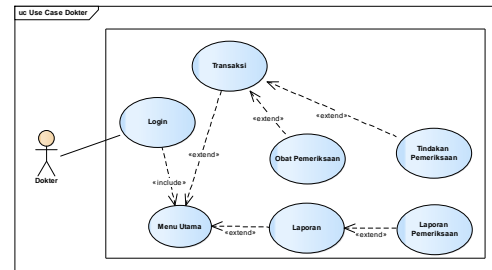 uc Use Case Dokter
Transaksi
Login
«extend»
«extend»
Obat Pemeriksaan
Tindakan
Pemeriksaan
Dokter
«extend»
«include»
Menu Utama
«extend»
Laporan
«extend»
Laporan
Pemeriksaan